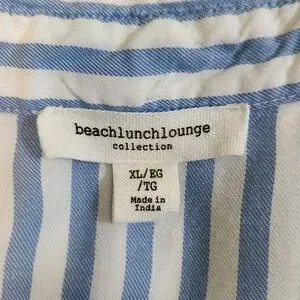 beachlunchlounge
collection
XL/EG
/TG
Made in
India